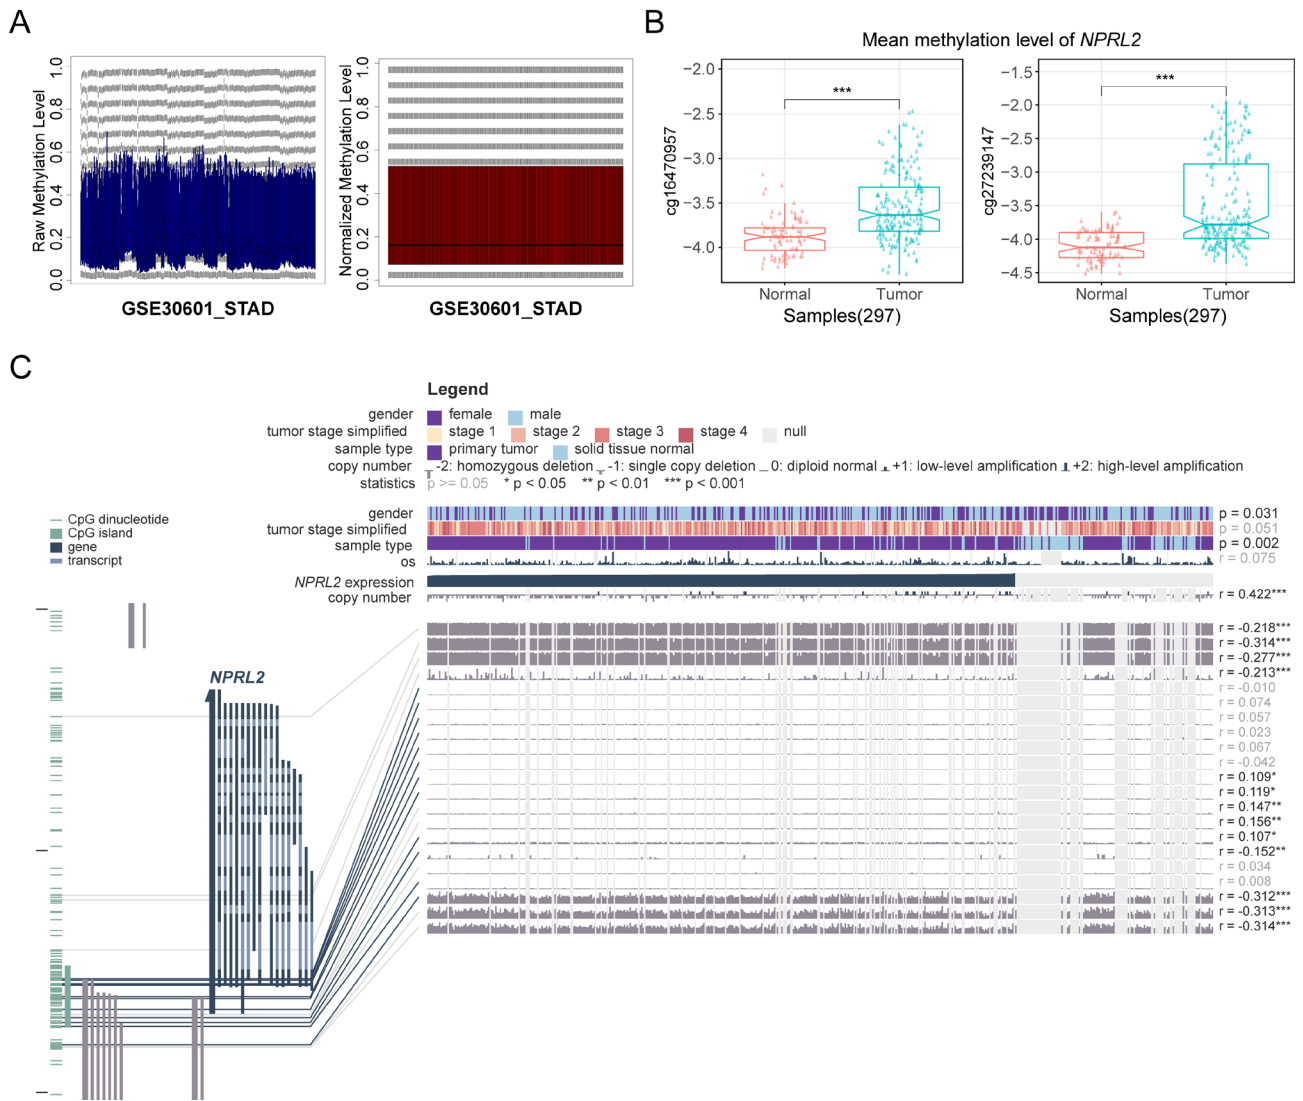 A
Raw Methylation Level
0.0 0.2 0.4 0.6 0.8 1.0
GSE30601_STAD
Normalized Methylation Level
0.0 0.2 0.4 0.6 0.8 1.0
GSE30601_STAD
B
Mean methylation level of NPRL2
cg16470957
−2.0
−2.5
−3.0
−3.5
−4.0
***
Normal Tumor
Samples(297)
cg27239147
−1.5
−2.0
−2.5
−3.0
−3.5
−4.0
−4.5
***
Normal Tumor
Samples(297)
C
Legend
gender female male
tumor stage simplified stage 1 stage 2 stage 3 stage 4 null
sample type primary tumor solid tissue normal
copy number -2: homozygous deletion -1: single copy deletion 0: diploid normal +1: low-level amplification +2: high-level amplification
statistics p >= 0.05 * p < 0.05 ** p < 0.01 *** p < 0.001
CpG dinucleotide
CpG island
gene
transcript
gender p = 0.031
tumor stage simplified p = 0.051
sample type p = 0.002
os r = 0.075
NPRL2 expression
copy number r = 0.422***
NPRL2
r = -0.218***
r = -0.314***
r = -0.277***
r = -0.213***
r = -0.010
r = 0.074
r = 0.057
r = 0.023
r = 0.067
r = -0.042
r = 0.109*
r = 0.119*
r = 0.147**
r = 0.156**
r = 0.107*
r = -0.152**
r = 0.034
r = 0.008
r = -0.312***
r = -0.313***
r = -0.314***